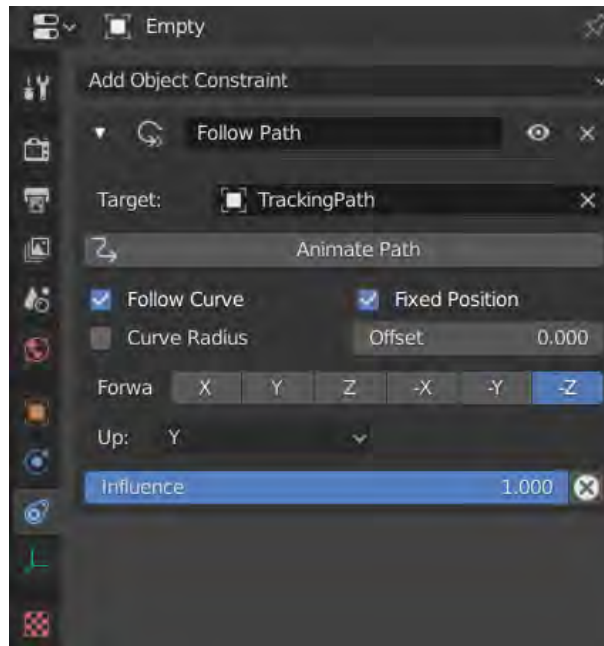 Empty
Add Object Constraint
Follow Path
Target: TrackingPath
Animate Path
Follow Curve Fixed Position
Curve Radius Offset 0.000
Forwa X Y Z -X -Y -Z
Up: Y
Influence 1.000